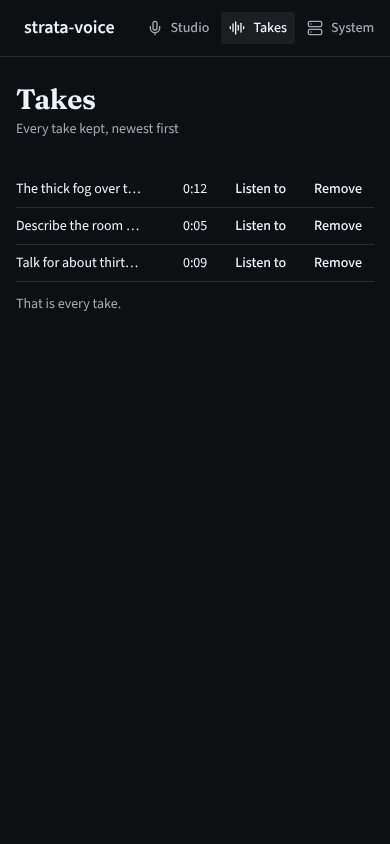 strata-voice Studio Takes System
Takes
Every take kept, newest first
The thick fog over t… 0:12 Listen to Remove
Describe the room … 0:05 Listen to Remove
Talk for about thirt… 0:09 Listen to Remove
That is every take.